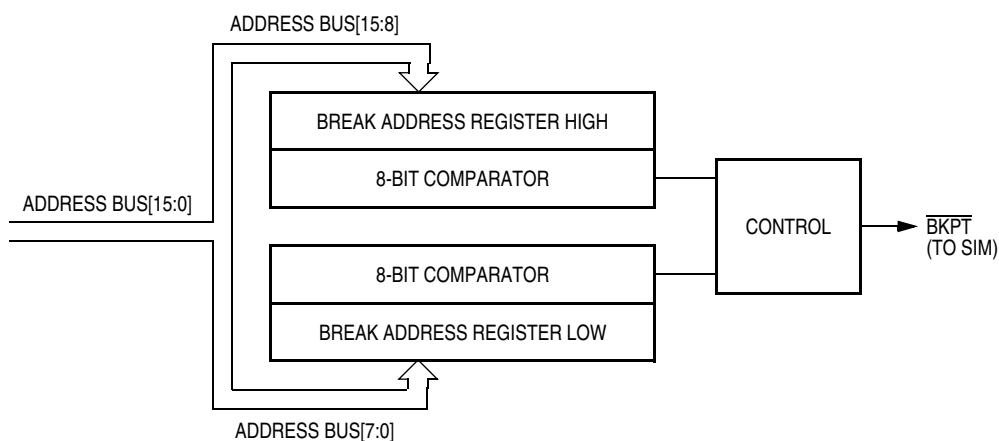 ADDRESS BUS[15:8]
BREAK ADDRESS REGISTER HIGH
8-BIT COMPARATOR
ADDRESS BUS[15:0]
CONTROL
BKPT
(TO SIM)
8-BIT COMPARATOR
BREAK ADDRESS REGISTER LOW
ADDRESS BUS[7:0]